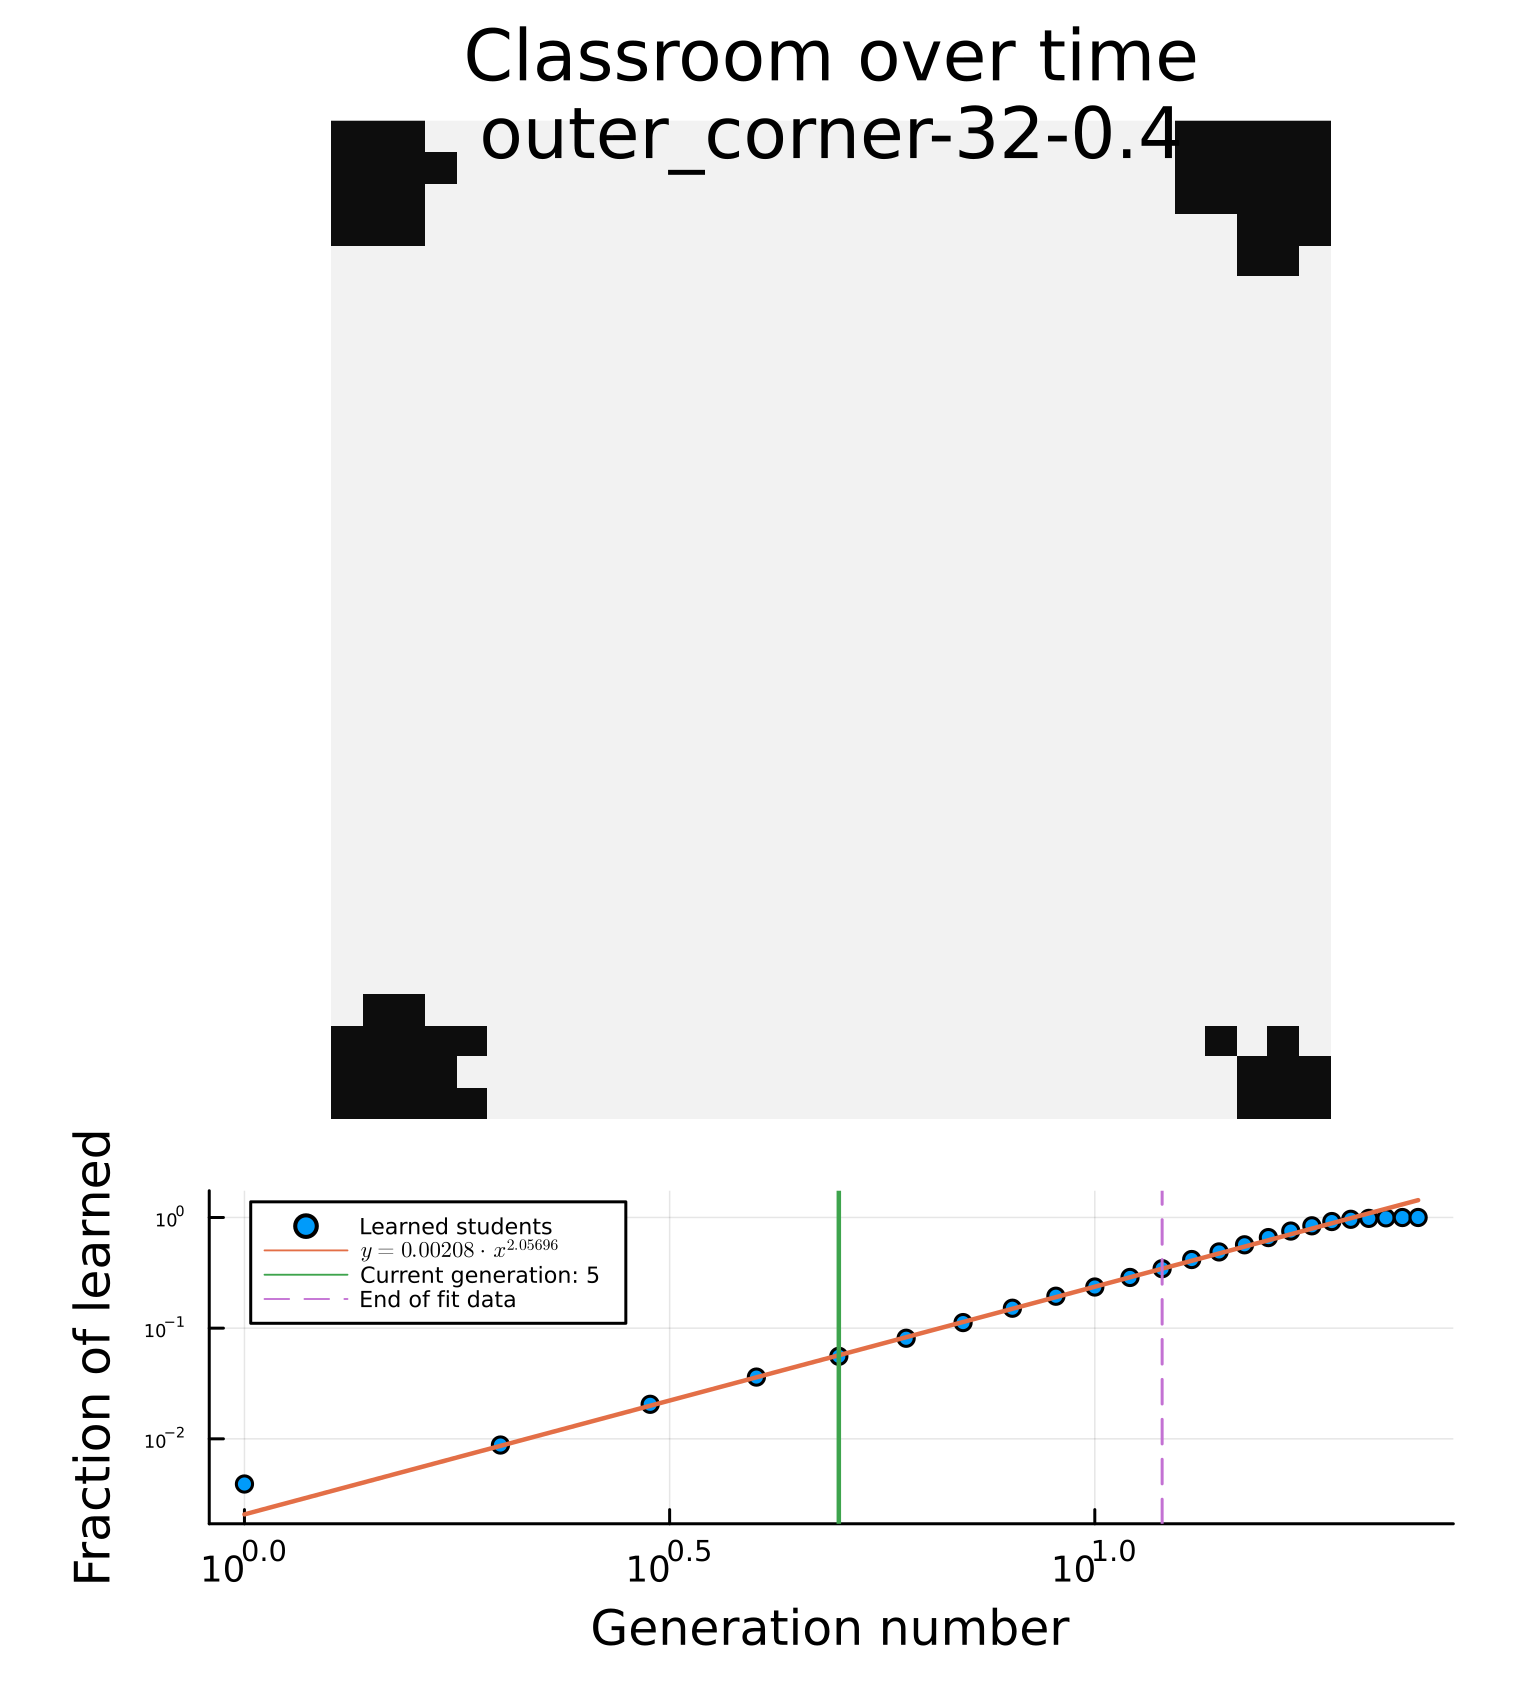 Classroom over time
outer_corner-32-0.4
Fraction of learned
10⁰
10⁻¹
10⁻²
Learned students
y = 0.00208 · x^2.05696
Current generation: 5
End of fit data
10^0.0
10^0.5
10^1.0
Generation number